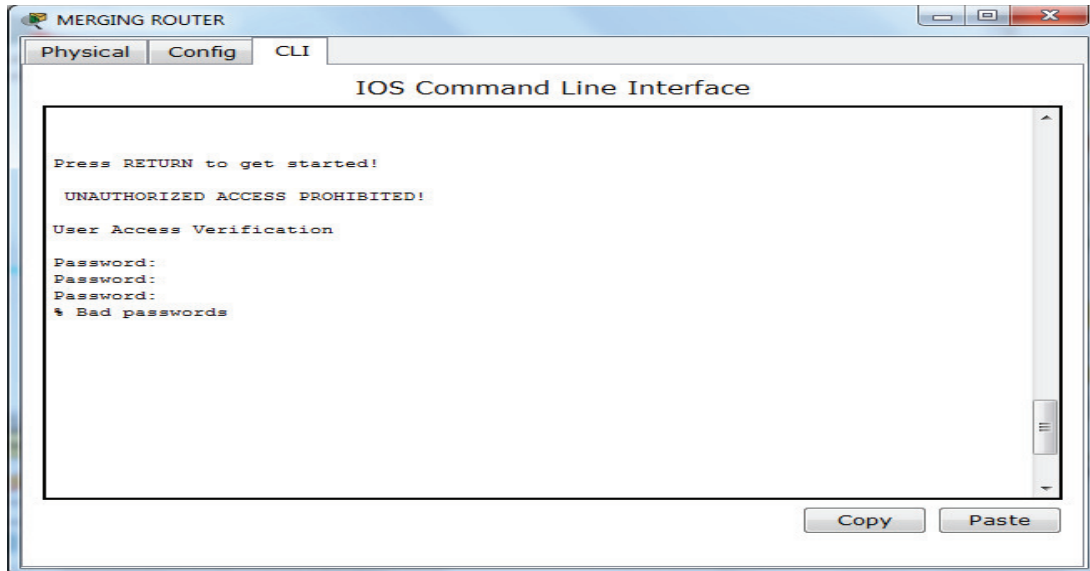 MERGING ROUTER
Physical Config CLI
IOS Command Line Interface
Press RETURN to get started!
UNAUTHORIZED ACCESS PROHIBITED!
User Access Verification
Password:
Password:
Password:
% Bad passwords
Copy Paste